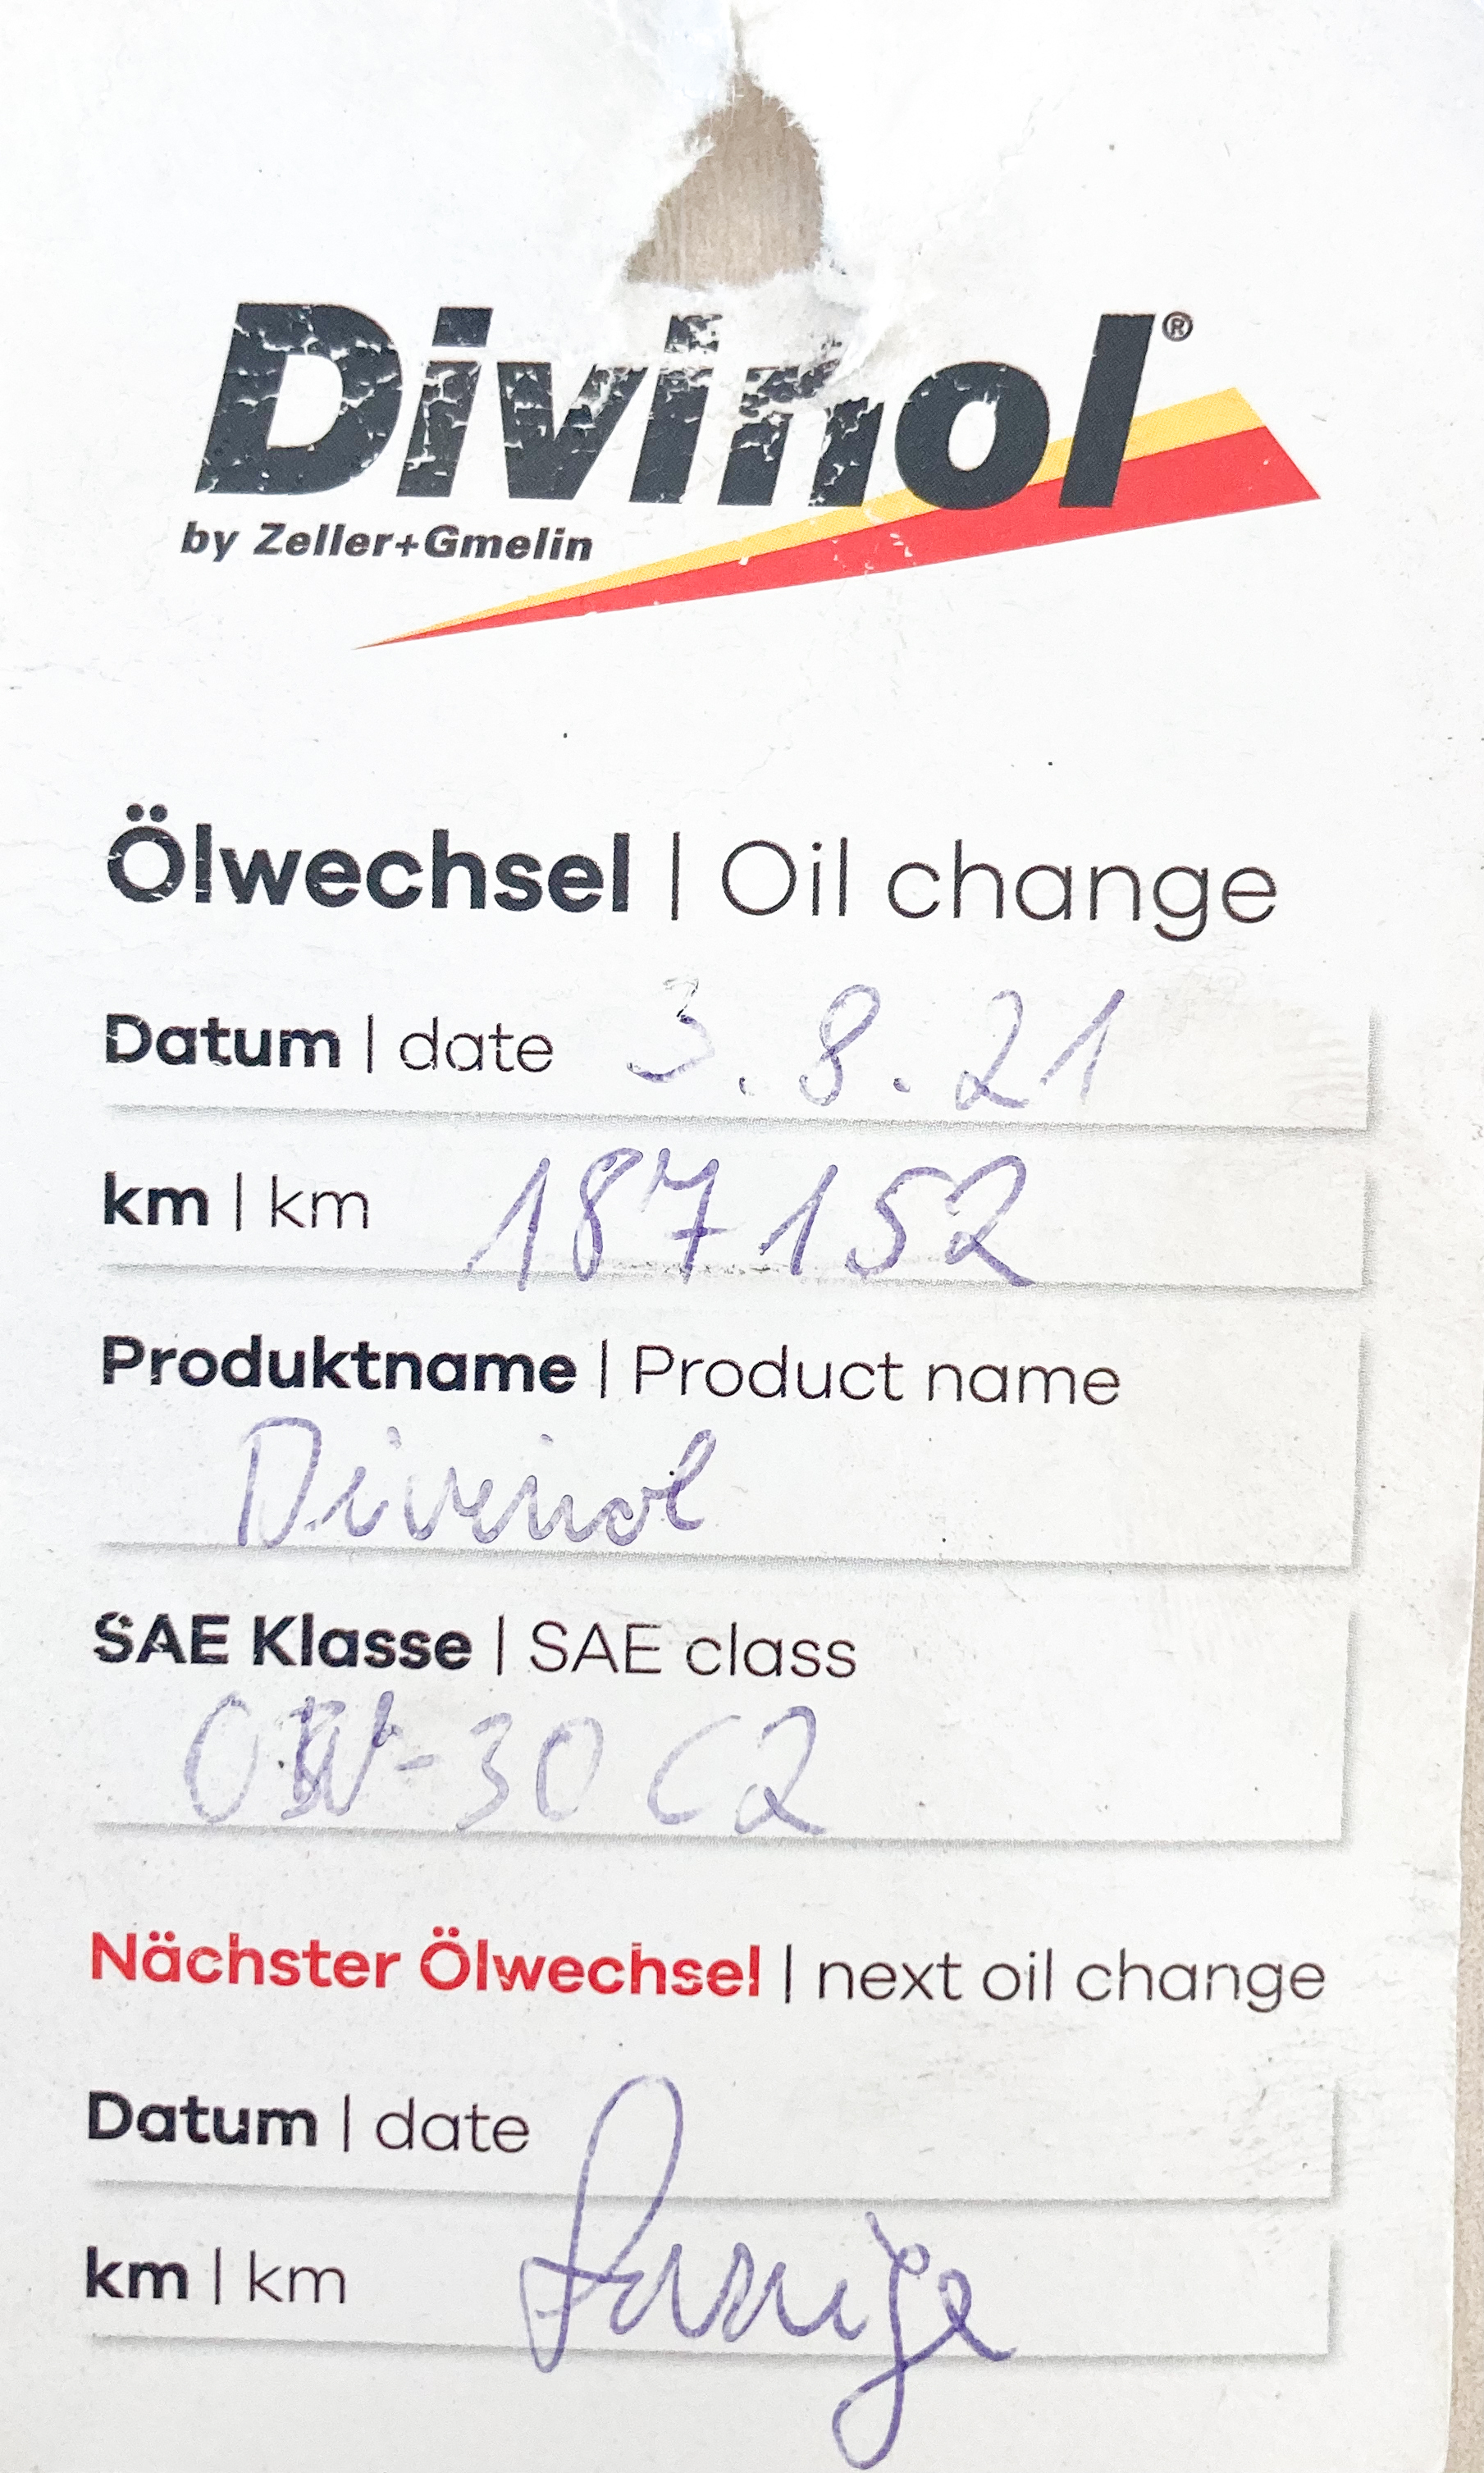 Divinol®
by Zeller+Gmelin
Ölwechsel | Oil change
Datum | date 3.8.21
km | km 187152
Produktname | Product name
Divinol
SAE Klasse | SAE class
0W-30 C2
Nächster Ölwechsel | next oil change
Datum | date
km | km